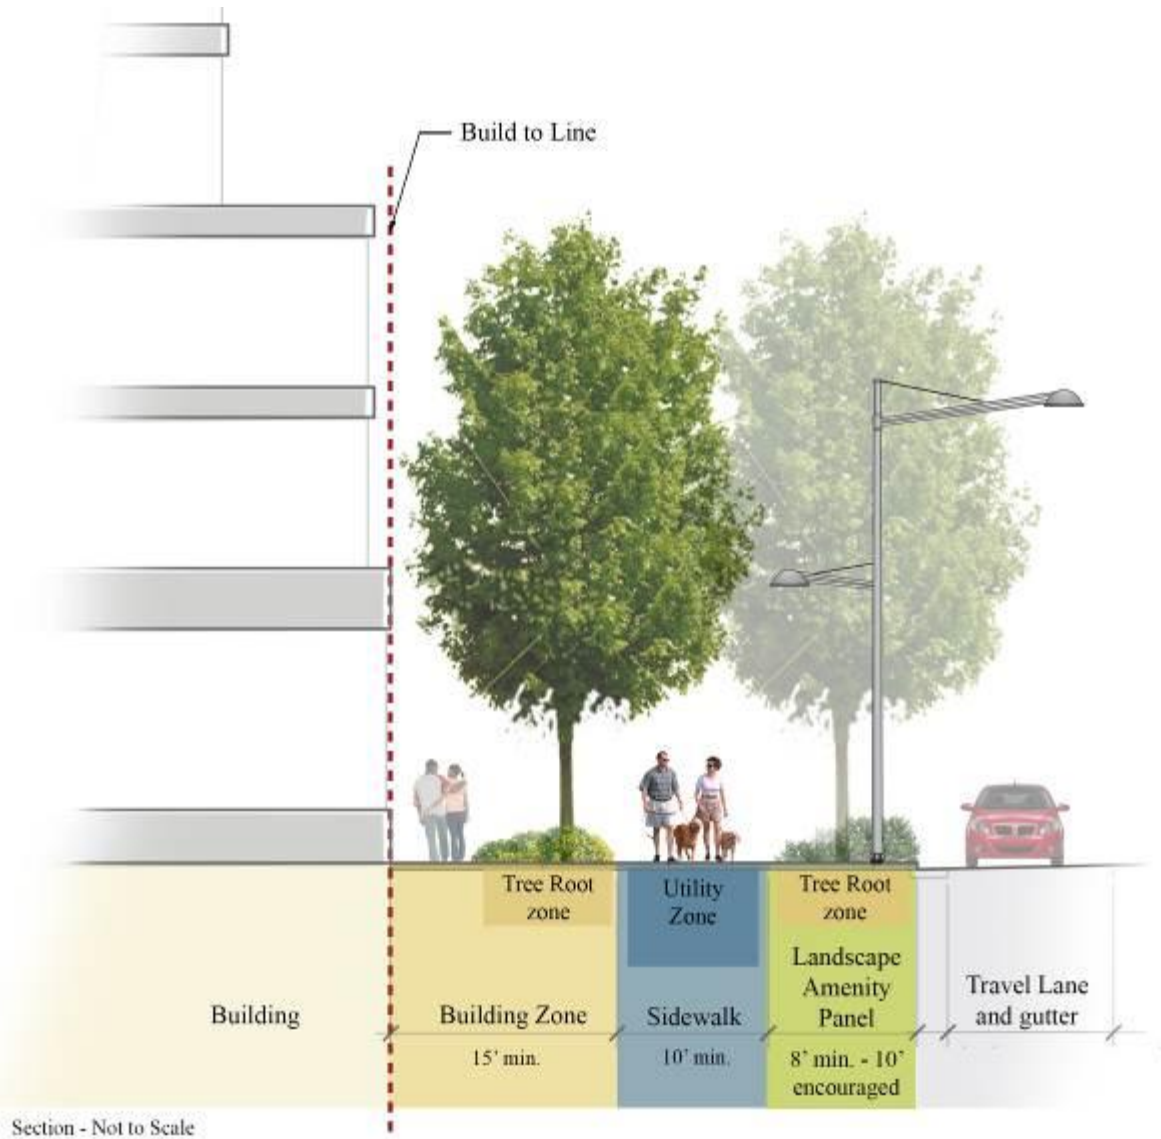 Build to Line
Tree Root
zone
Utility
Zone
Tree Root
zone
Landscape
Amenity
Panel
Travel Lane
and gutter
Building
Building Zone
Sidewalk
15' min.
10' min.
8' min. - 10'
encouraged
Section - Not to Scale